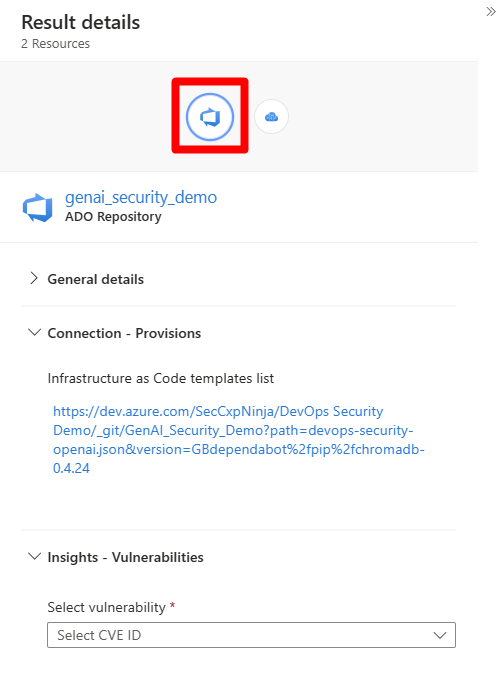 Result details
2 Resources
genai_security_demo
ADO Repository
General details
Connection - Provisions
Infrastructure as Code templates list
https://dev.azure.com/SecCxpNinja/DevOps Security
Demo/_git/GenAI_Security_Demo?path=devops-security-
openai.json&version=GBdependabot%2fpip%2fchromadb-
0.4.24
Insights - Vulnerabilities
Select vulnerability *
Select CVE ID